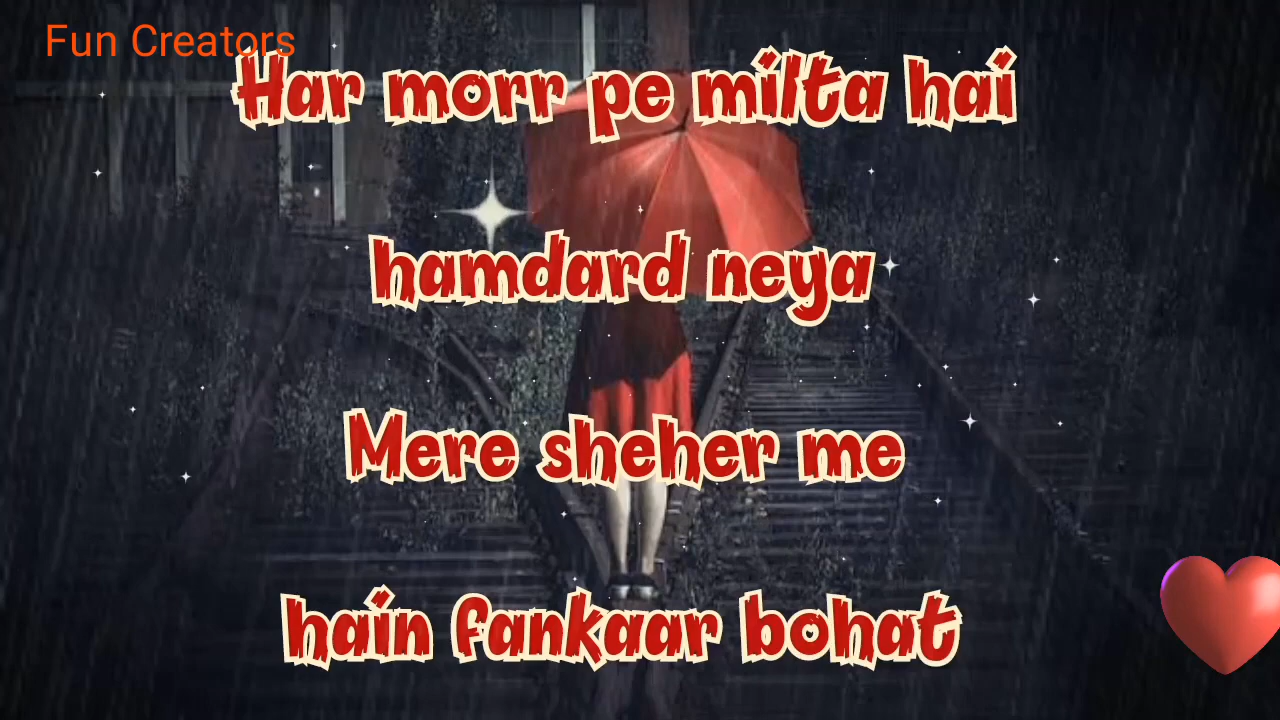 Fun Creators
Har morr pe milta hai
hamdard neya
Mere sheher me
hain fankaar bohat